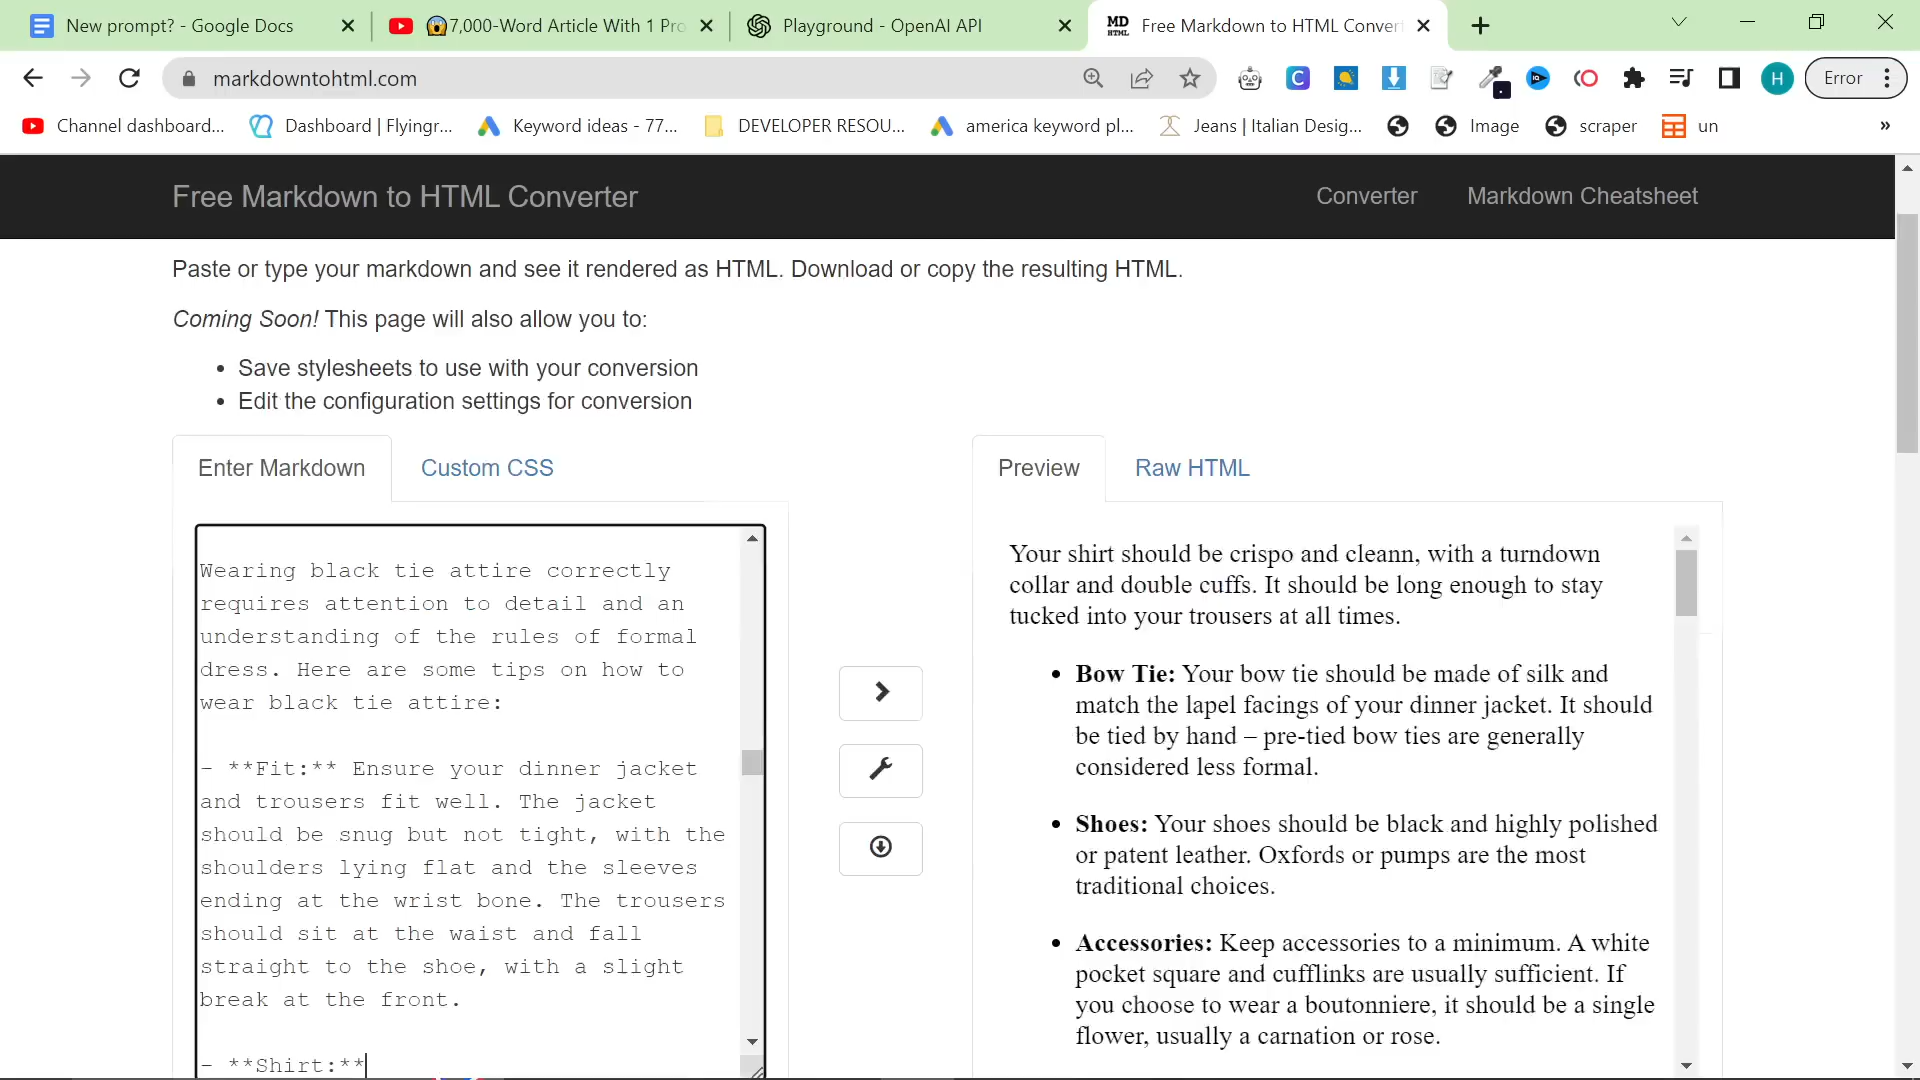 New prompt? - Google Docs
😱7,000-Word Article With 1 Pro
Playground - OpenAI API
MD HTML
Free Markdown to HTML Conver
markdowntohtml.com
H
Error
Channel dashboard...
Dashboard | Flyingr...
Keyword ideas - 77...
DEVELOPER RESOU...
america keyword pl...
Jeans | Italian Desig...
Image
scraper
un
»
Free Markdown to HTML Converter
Converter
Markdown Cheatsheet
Paste or type your markdown and see it rendered as HTML. Download or copy the resulting HTML.
Coming Soon! This page will also allow you to:
• Save stylesheets to use with your conversion
• Edit the configuration settings for conversion
Enter Markdown
Custom CSS
Wearing black tie attire correctly
requires attention to detail and an
understanding of the rules of formal
dress. Here are some tips on how to
wear black tie attire:
- **Fit:** Ensure your dinner jacket
and trousers fit well. The jacket
should be snug but not tight, with the
shoulders lying flat and the sleeves
ending at the wrist bone. The trousers
should sit at the waist and fall
straight to the shoe, with a slight
break at the front.
- **Shirt:**
Preview
Raw HTML
Your shirt should be crispo and cleann, with a turndown
collar and double cuffs. It should be long enough to stay
tucked into your trousers at all times.
• Bow Tie: Your bow tie should be made of silk and
match the lapel facings of your dinner jacket. It should
be tied by hand – pre-tied bow ties are generally
considered less formal.
• Shoes: Your shoes should be black and highly polished
or patent leather. Oxfords or pumps are the most
traditional choices.
• Accessories: Keep accessories to a minimum. A white
pocket square and cufflinks are usually sufficient. If
you choose to wear a boutonniere, it should be a single
flower, usually a carnation or rose.